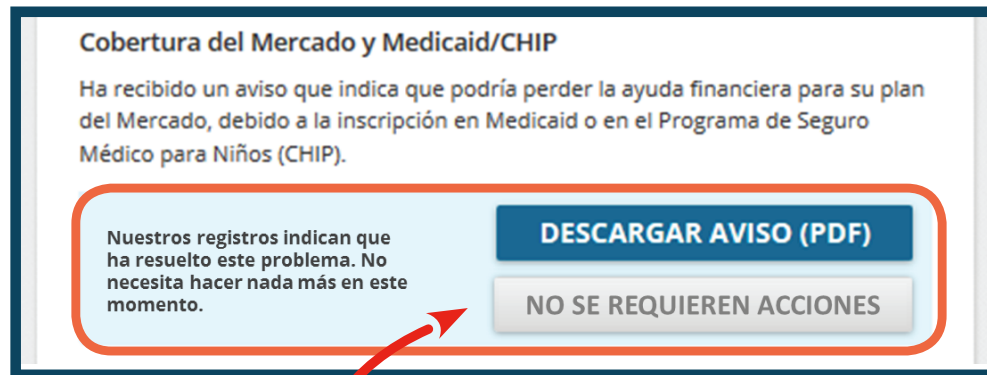 Cobertura del Mercado y Medicaid/CHIP
Ha recibido un aviso que indica que podría perder la ayuda financiera para su plan
del Mercado, debido a la inscripción en Medicaid o en el Programa de Seguro
Médico para Niños (CHIP).
Nuestros registros indican que
ha resuelto este problema. No
necesita hacer nada más en este
momento.
DESCARGAR AVISO (PDF)
NO SE REQUIEREN ACCIONES